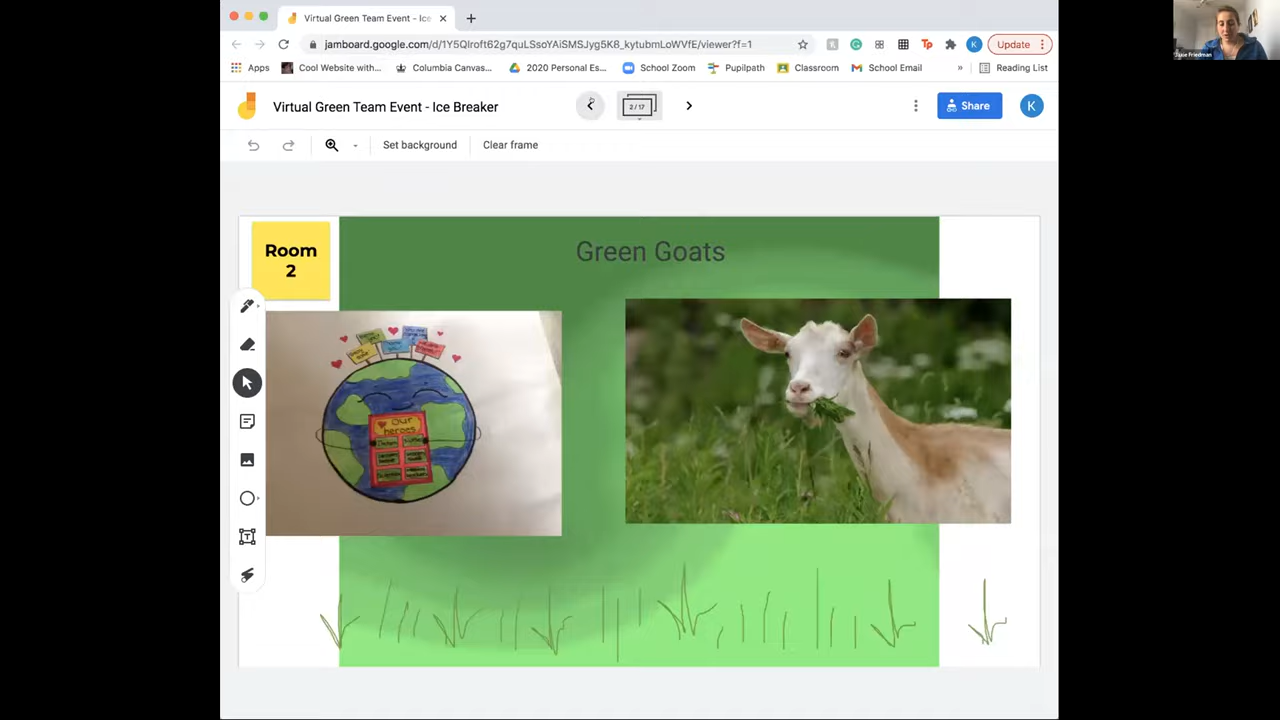 Virtual Green Team Event - Ice
jamboard.google.com/d/1Y5QIroft62g7quLSsoYAiSMSJyg5K8_kytubmLoWVfE/viewer?f=1
K
Update
Apps
Cool Website with...
Columbia Canvas...
2020 Personal Es...
School Zoom
Pupilpath
Classroom
School Email
»
Reading List
Virtual Green Team Event - Ice Breaker
2 / 17
Share
K
Set background
Clear frame
Room
2
Green Goats
Our
heroes
Friedman